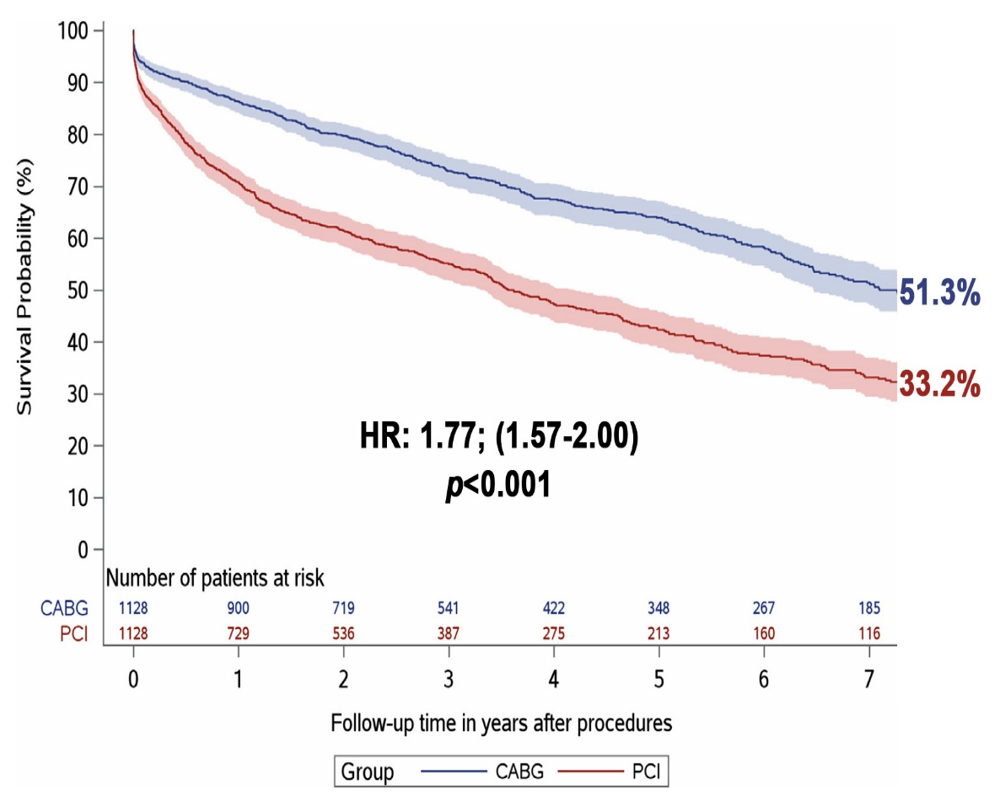 Survival Probability (%)
100
90
80
70
60
50
40
30
20
10
0
51.3%
33.2%
HR: 1.77; (1.57-2.00)
p<0.001
Number of patients at risk
CABG 1128 900 719 541 422 348 267 185
PCI 1128 729 536 387 275 213 160 116
0 1 2 3 4 5 6 7
Follow-up time in years after procedures
Group CABG PCI